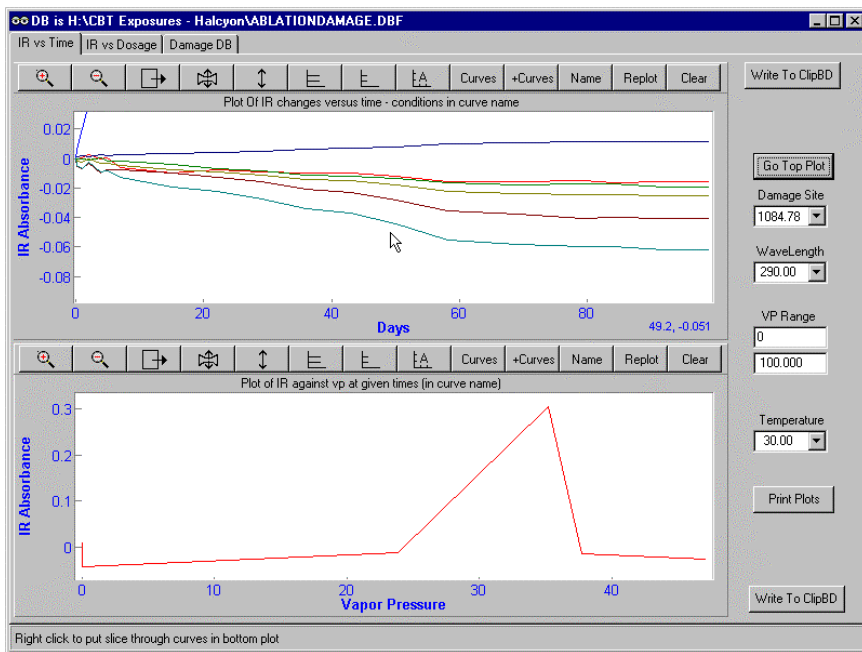 DB is H:\CBT Exposures - Halcyon\ABLATIONDAMAGE.DBF
IR vs Time IR vs Dosage Damage DB
Curves +Curves Name Replot Clear
Write To ClipBD
Plot Of IR changes versus time - conditions in curve name
IR Absorbance
0.02
0
-0.02
-0.04
-0.06
-0.08
0 20 40 60 80
Days
49.2, -0.051
Go Top Plot
Damage Site
1084.78
WaveLength
290.00
VP Range
0
100.000
Temperature
30.00
Print Plots
Write To ClipBD
Curves +Curves Name Replot Clear
Plot of IR against vp at given times (in curve name)
IR Absorbance
0.3
0.2
0.1
0
0 10 20 30 40
Vapor Pressure
Right click to put slice through curves in bottom plot